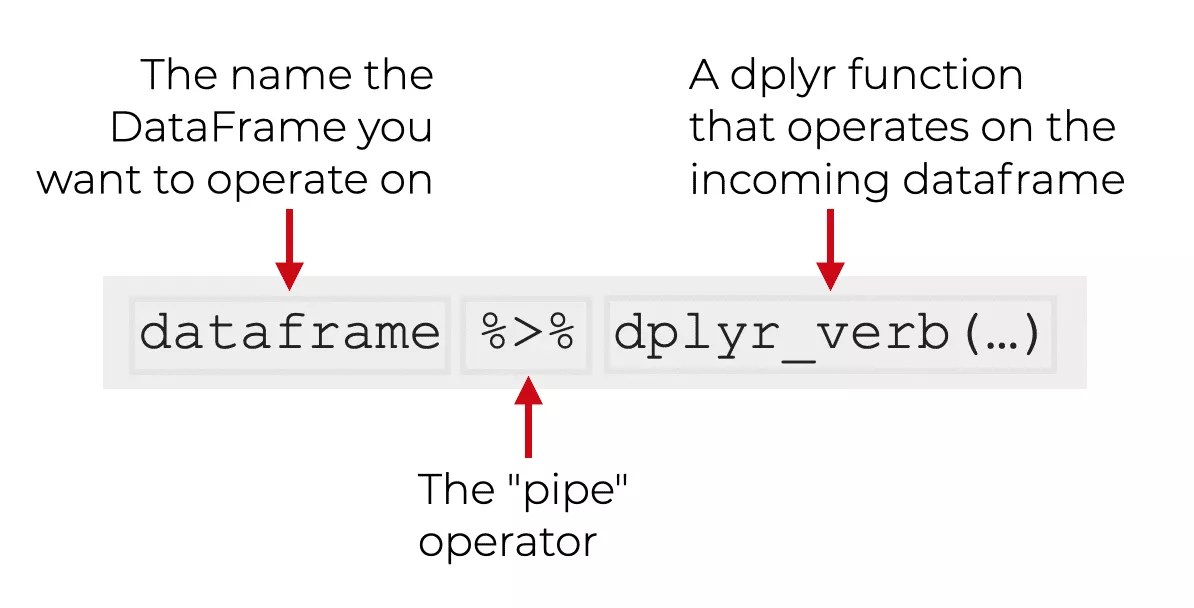 The name the
DataFrame you
want to operate on
A dplyr function
that operates on the
incoming dataframe
dataframe %>% dplyr_verb(…)
The "pipe"
operator